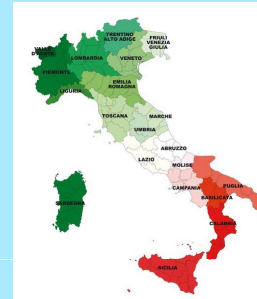 TRENTINO
ALTO ADIGE
FRIULI
VENEZIA
GIULIA
VALLE
D'AOSTA
LOMBARDIA
VENETO
PIEMONTE
EMILIA
ROMAGNA
LIGURIA
TOSCANA
MARCHE
UMBRIA
ABRUZZO
LAZIO
MOLISE
CAMPANIA
PUGLIA
BASILICATA
SARDEGNA
CALABRIA
SICILIA